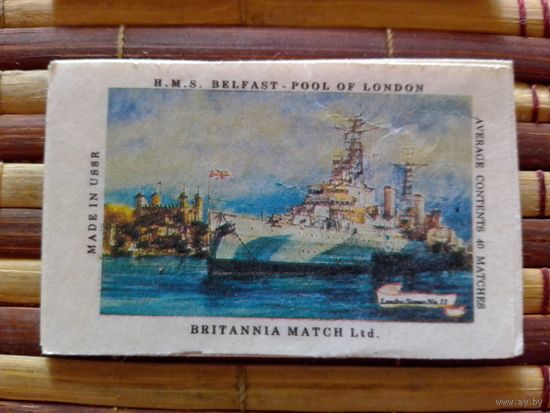 H.M.S. BELFAST - POOL OF LONDON
MADE IN USSR
AVERAGE CONTENTS 40 MATCHES
London Scenes No. 12
BRITANNIA MATCH Ltd.
www.ay.by